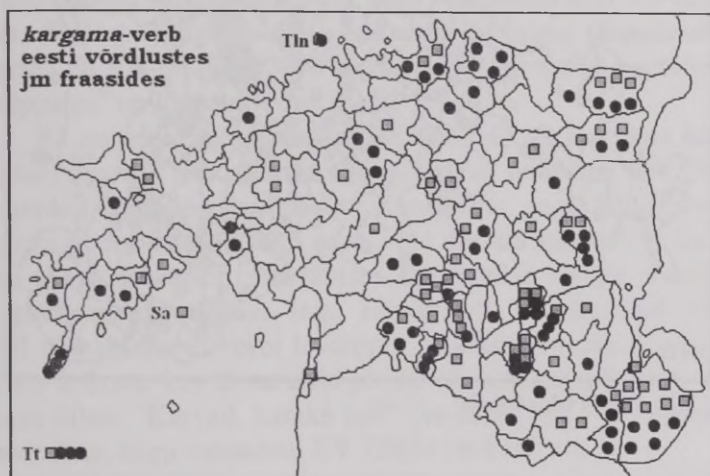 kargama-verb
eesti võrdlustes
jm fraasides
Tln
Sa
Tt